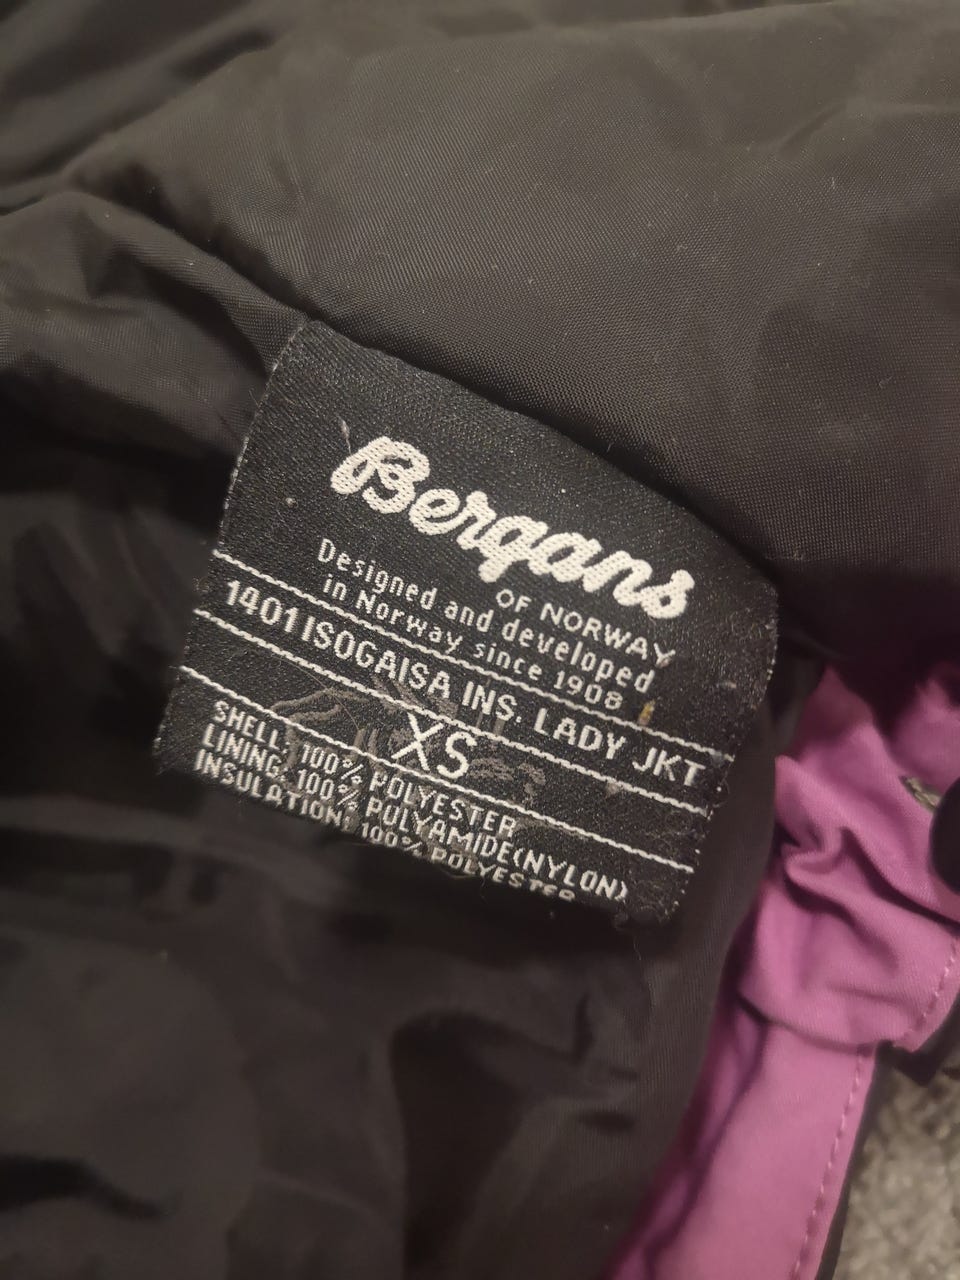 Bergans
OF NORWAY
Designed and developed
in Norway since 1908
1401 ISOGAISA INS. LADY JKT
XS
SHELL: 100% POLYESTER
LINING: 100% POLYAMIDE(NYLON)
INSULATION: 100% POLYESTER